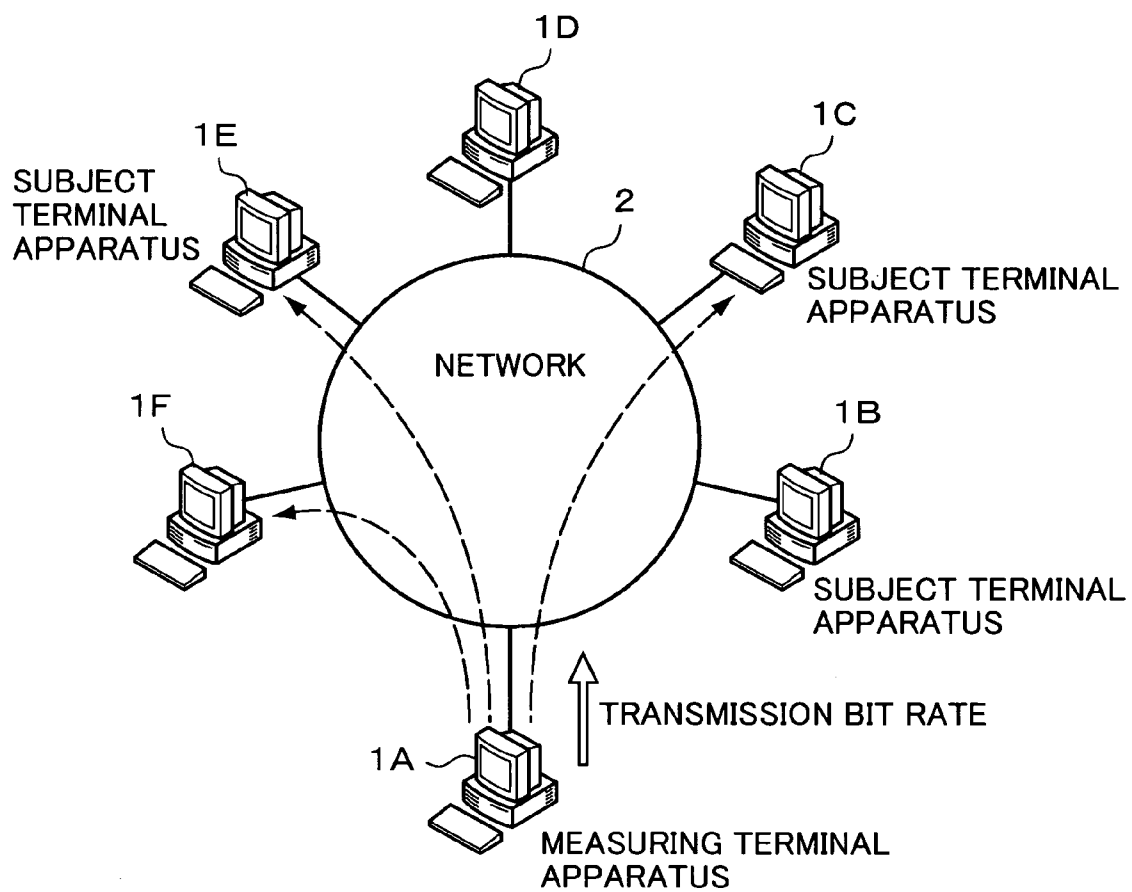 1D
1E
1C
SUBJECT
TERMINAL
APPARATUS
2
SUBJECT TERMINAL
APPARATUS
NETWORK
1F
1B
SUBJECT TERMINAL
APPARATUS
TRANSMISSION BIT RATE
1A
MEASURING TERMINAL
APPARATUS